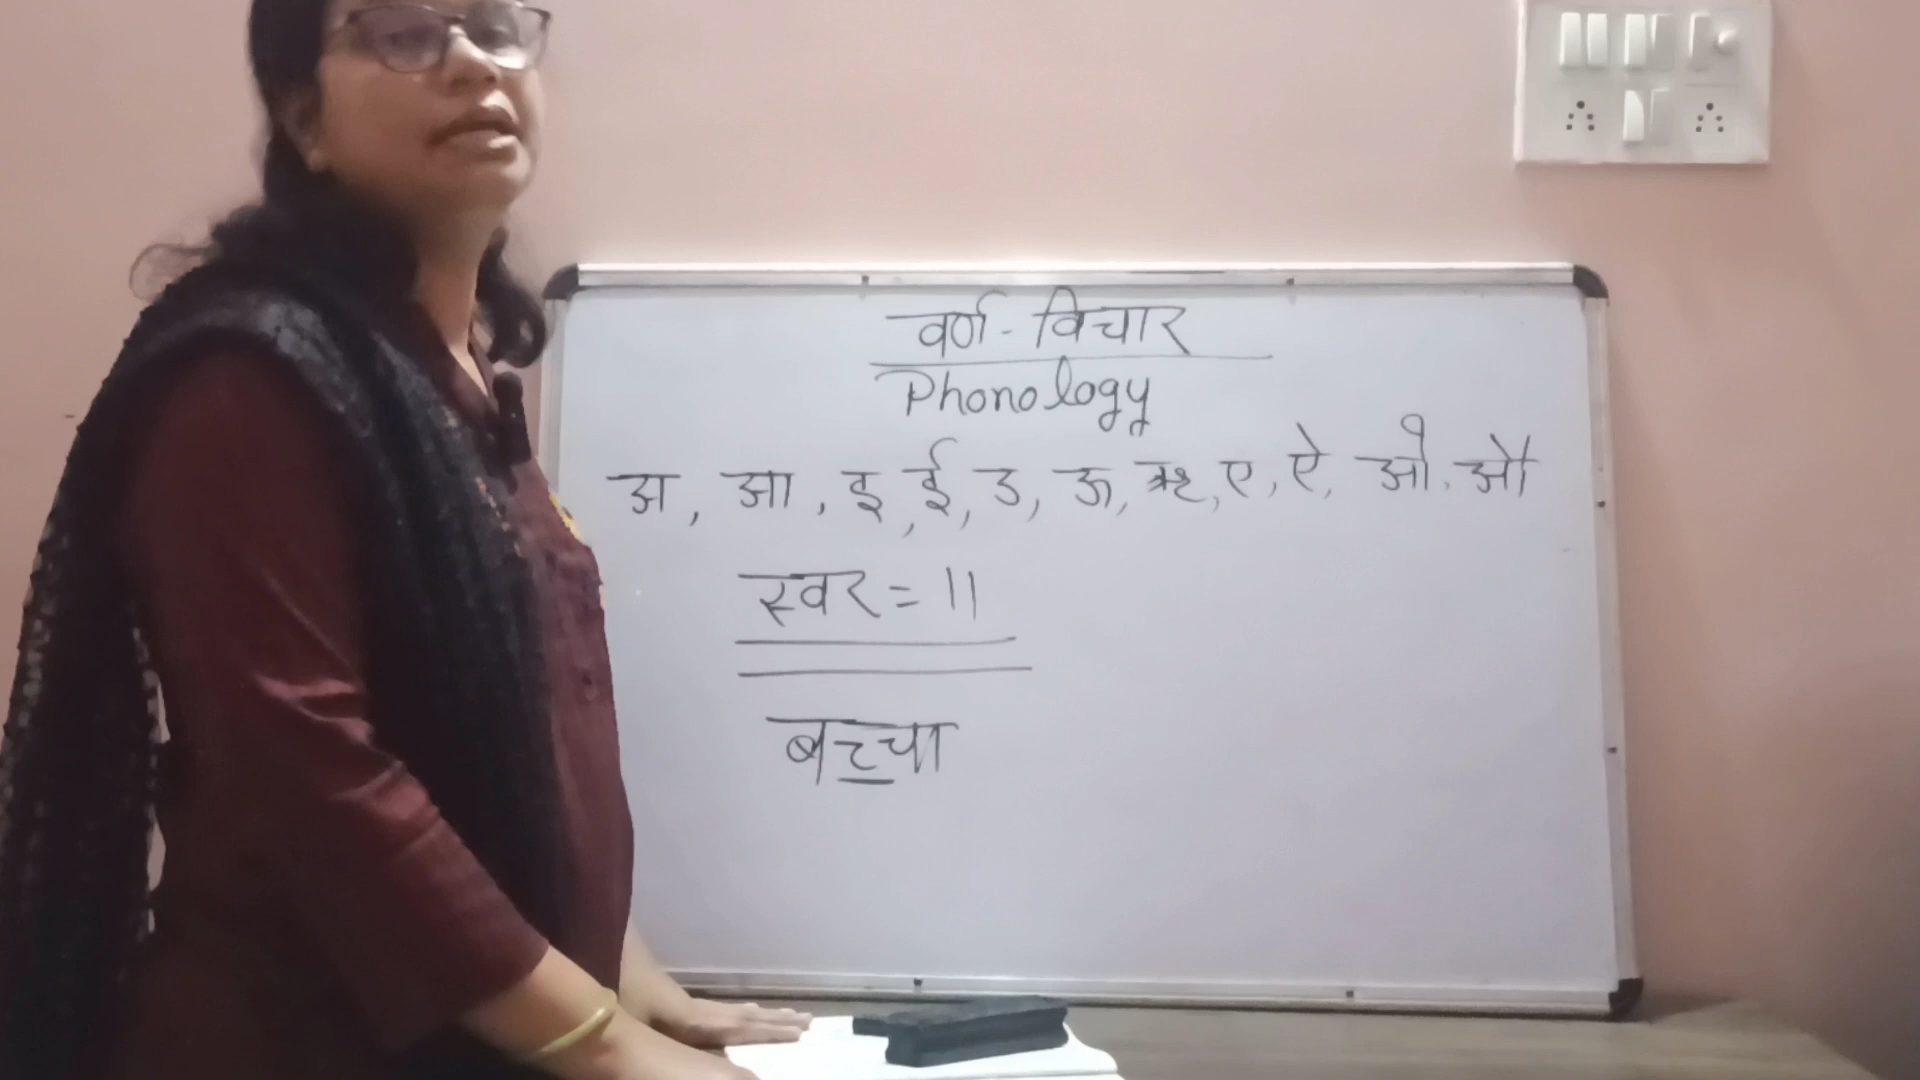 वर्ण - विचार
Phonology
अ, आ, इ, ई, उ, ऊ, ऋ, ए, ऐ, ओ, औ
स्वर = 11
बच्चा